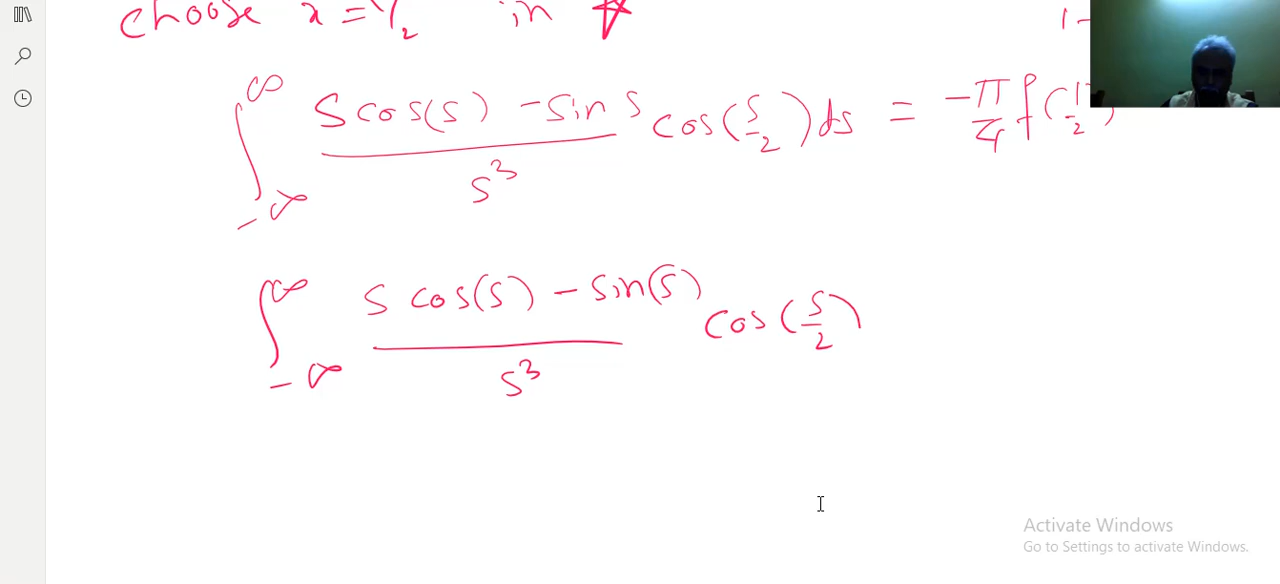 choose x = 1/2 in
∫_{-∞}^{∞} (s cos(s) - sin s)/s³ cos(s/2) ds = -π/4 f(1/2)
∫_{-∞}^{∞} (s cos(s) - sin(s))/s³ cos(s/2)
Activate Windows
Go to Settings to activate Windows.